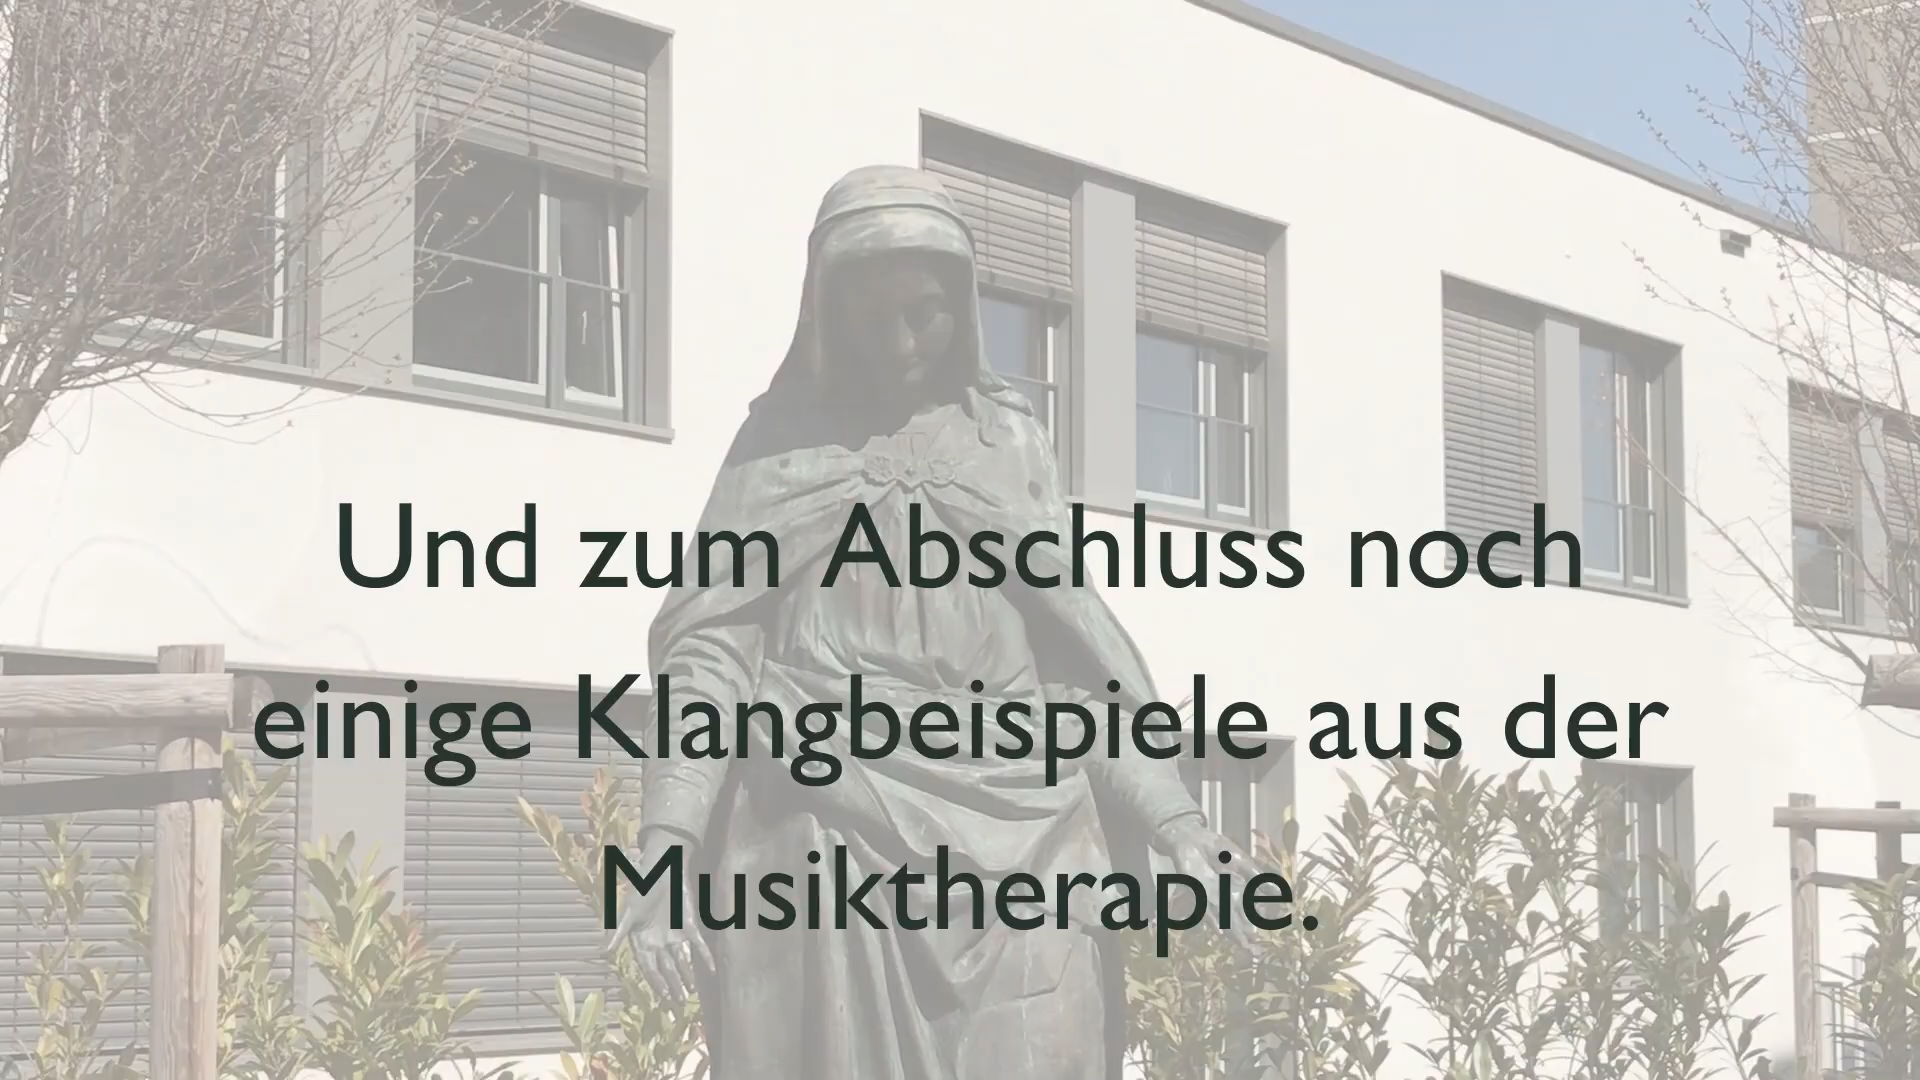 Und zum Abschluss noch
einige Klangbeispiele aus der
Musiktherapie.